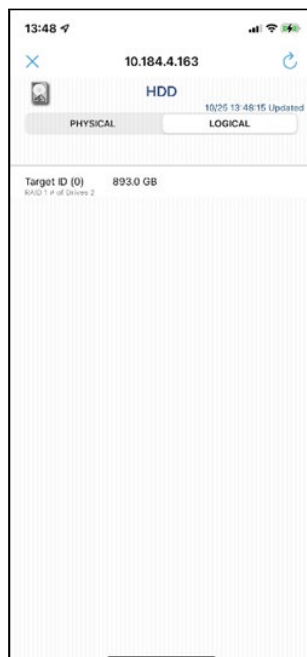 13:48
10.184.4.163
HDD
10/25 13:48:15 Updated
PHYSICAL LOGICAL
Target ID (0) 893.0 GB
RAID 1 # of Drives 2